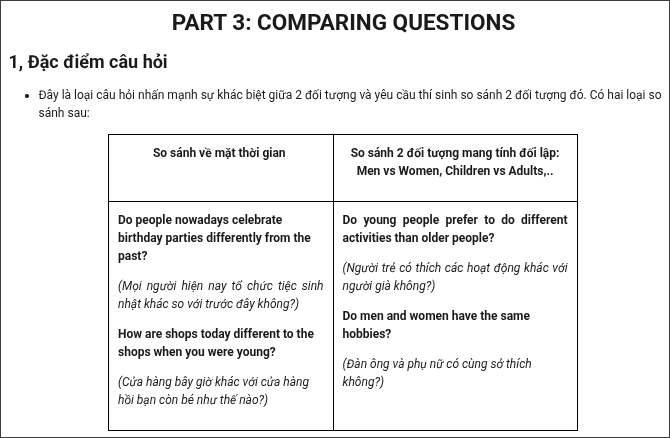 PART 3: COMPARING QUESTIONS
1, Đặc điểm câu hỏi
• Đây là loại câu hỏi nhấn mạnh sự khác biệt giữa 2 đối tượng và yêu cầu thí sinh so sánh 2 đối tượng đó. Có hai loại so
sánh sau:
So sánh về mặt thời gian
So sánh 2 đối tượng mang tính đối lập:
Men vs Women, Children vs Adults,..
Do people nowadays celebrate
birthday parties differently from the
past?
(Mọi người hiện nay tổ chức tiệc sinh
nhật khác so với trước đây không?)
How are shops today different to the
shops when you were young?
(Cửa hàng bây giờ khác với cửa hàng
hồi bạn còn bé như thế nào?)
Do young people prefer to do different
activities than older people?
(Người trẻ có thích các hoạt động khác với
người già không?)
Do men and women have the same
hobbies?
(Đàn ông và phụ nữ có cùng sở thích
không?)